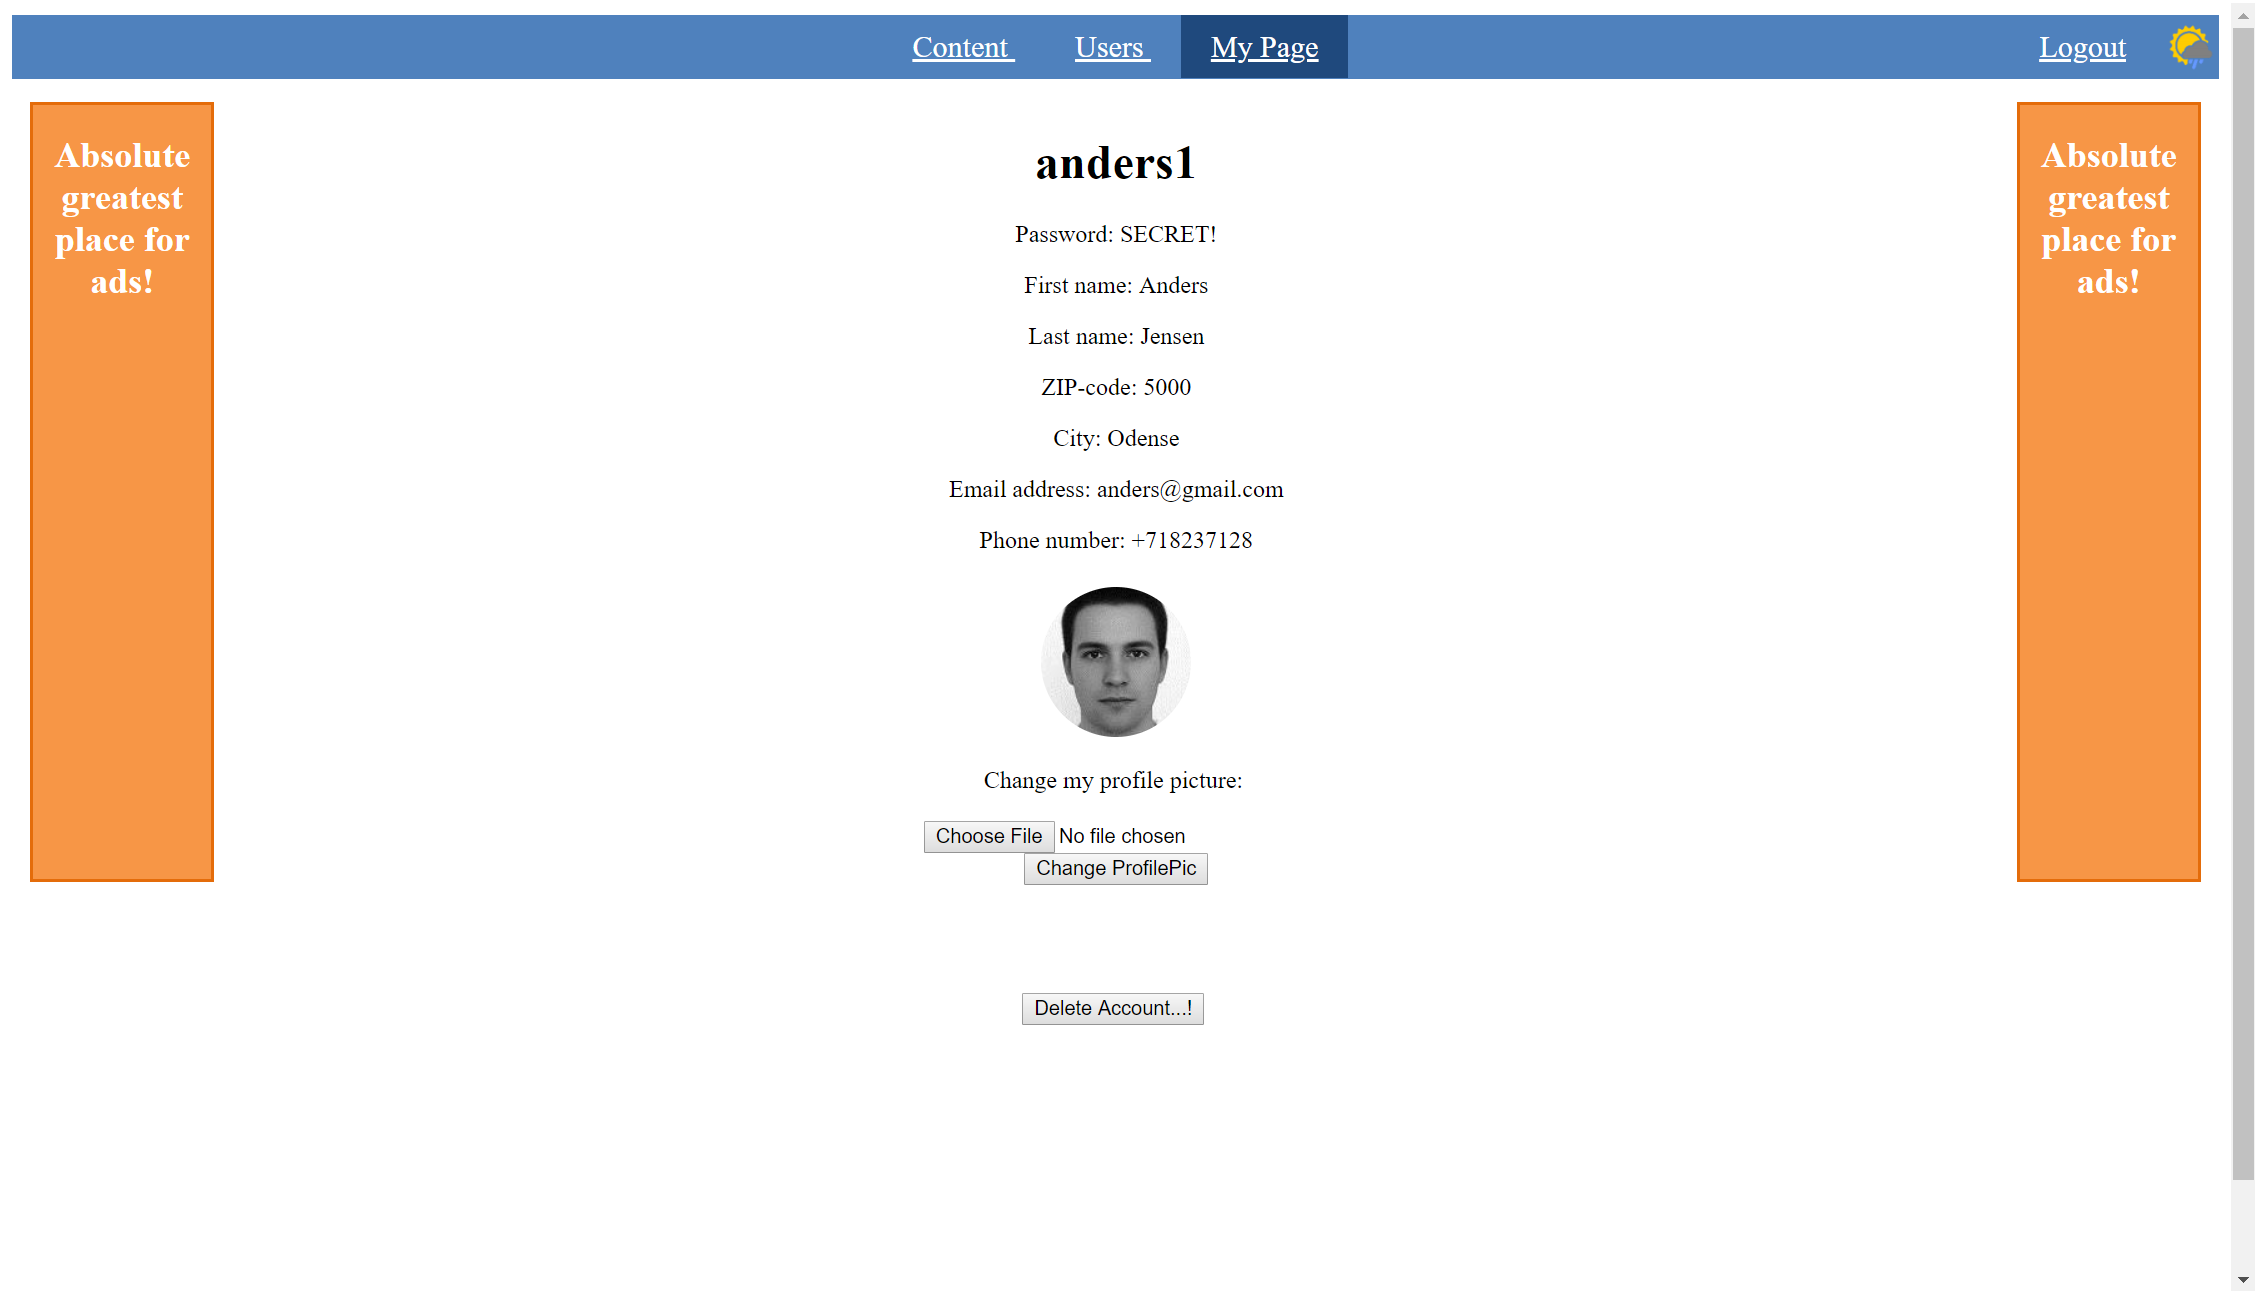 Content Users My Page Logout
Absolute
greatest
place for
ads!
anders1
Password: SECRET!
First name: Anders
Last name: Jensen
ZIP-code: 5000
City: Odense
Email address: anders@gmail.com
Phone number: +718237128
Change my profile picture:
Choose File No file chosen
Change ProfilePic
Delete Account...!
Absolute
greatest
place for
ads!